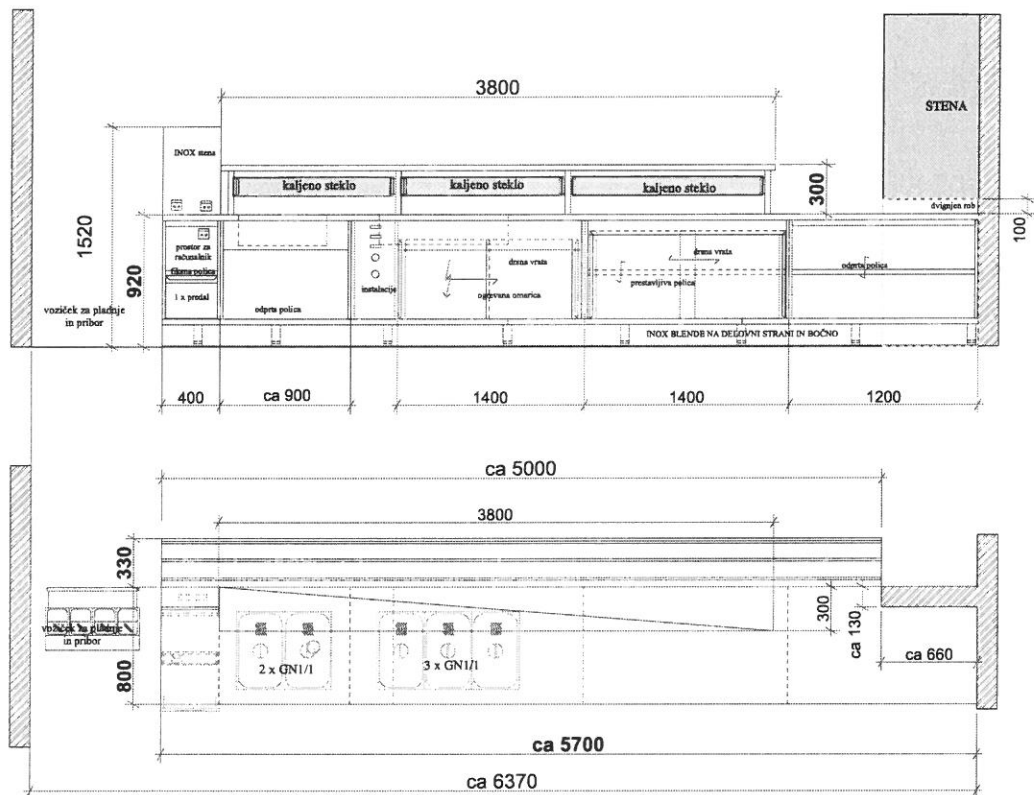 3800
STENA
INOX stena
kaljeno steklo
kaljeno steklo
kaljeno steklo
300
dvignjen rob
100
1520
920
prostor za
računalnik
fiksna polica
1 x predal
instalacije
drsna vrata
ogrevana omarica
drsna vrata
prestavljiva polica
odprta polica
voziček za pladnje
in pribor
odprta polica
INOX BLENDE NA DELOVNI STRANI IN BOČNO
400
ca 900
1400
1400
1200
ca 5000
3800
330
300
ca 130
voziček za pladnje
in pribor
2 x GN1/1
3 x GN1/1
ca 660
800
ca 5700
ca 6370